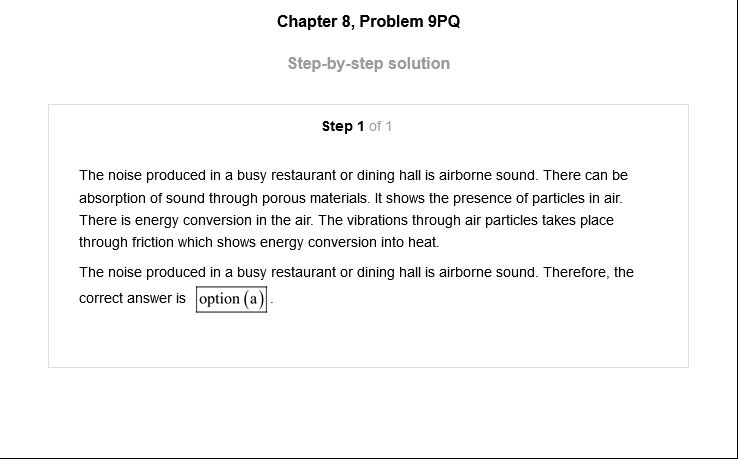 Chapter 8, Problem 9PQ
Step-by-step solution
Step 1 of 1
The noise produced in a busy restaurant or dining hall is airborne sound. There can be
absorption of sound through porous materials. It shows the presence of particles in air.
There is energy conversion in the air. The vibrations through air particles takes place
through friction which shows energy conversion into heat.
The noise produced in a busy restaurant or dining hall is airborne sound. Therefore, the
correct answer is option (a).